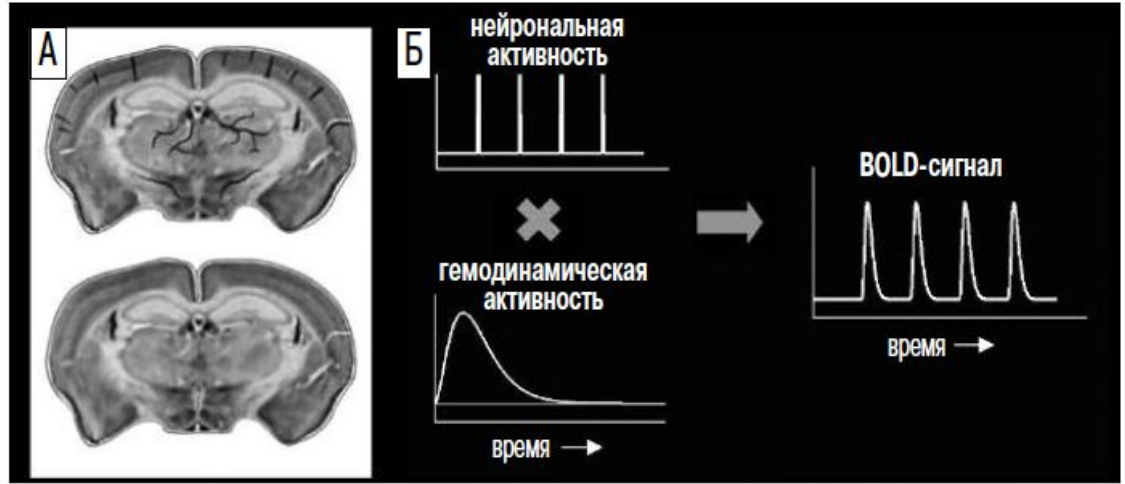 А
Б
нейрональная
активность
гемодинамическая
активность
время
BOLD-сигнал
время